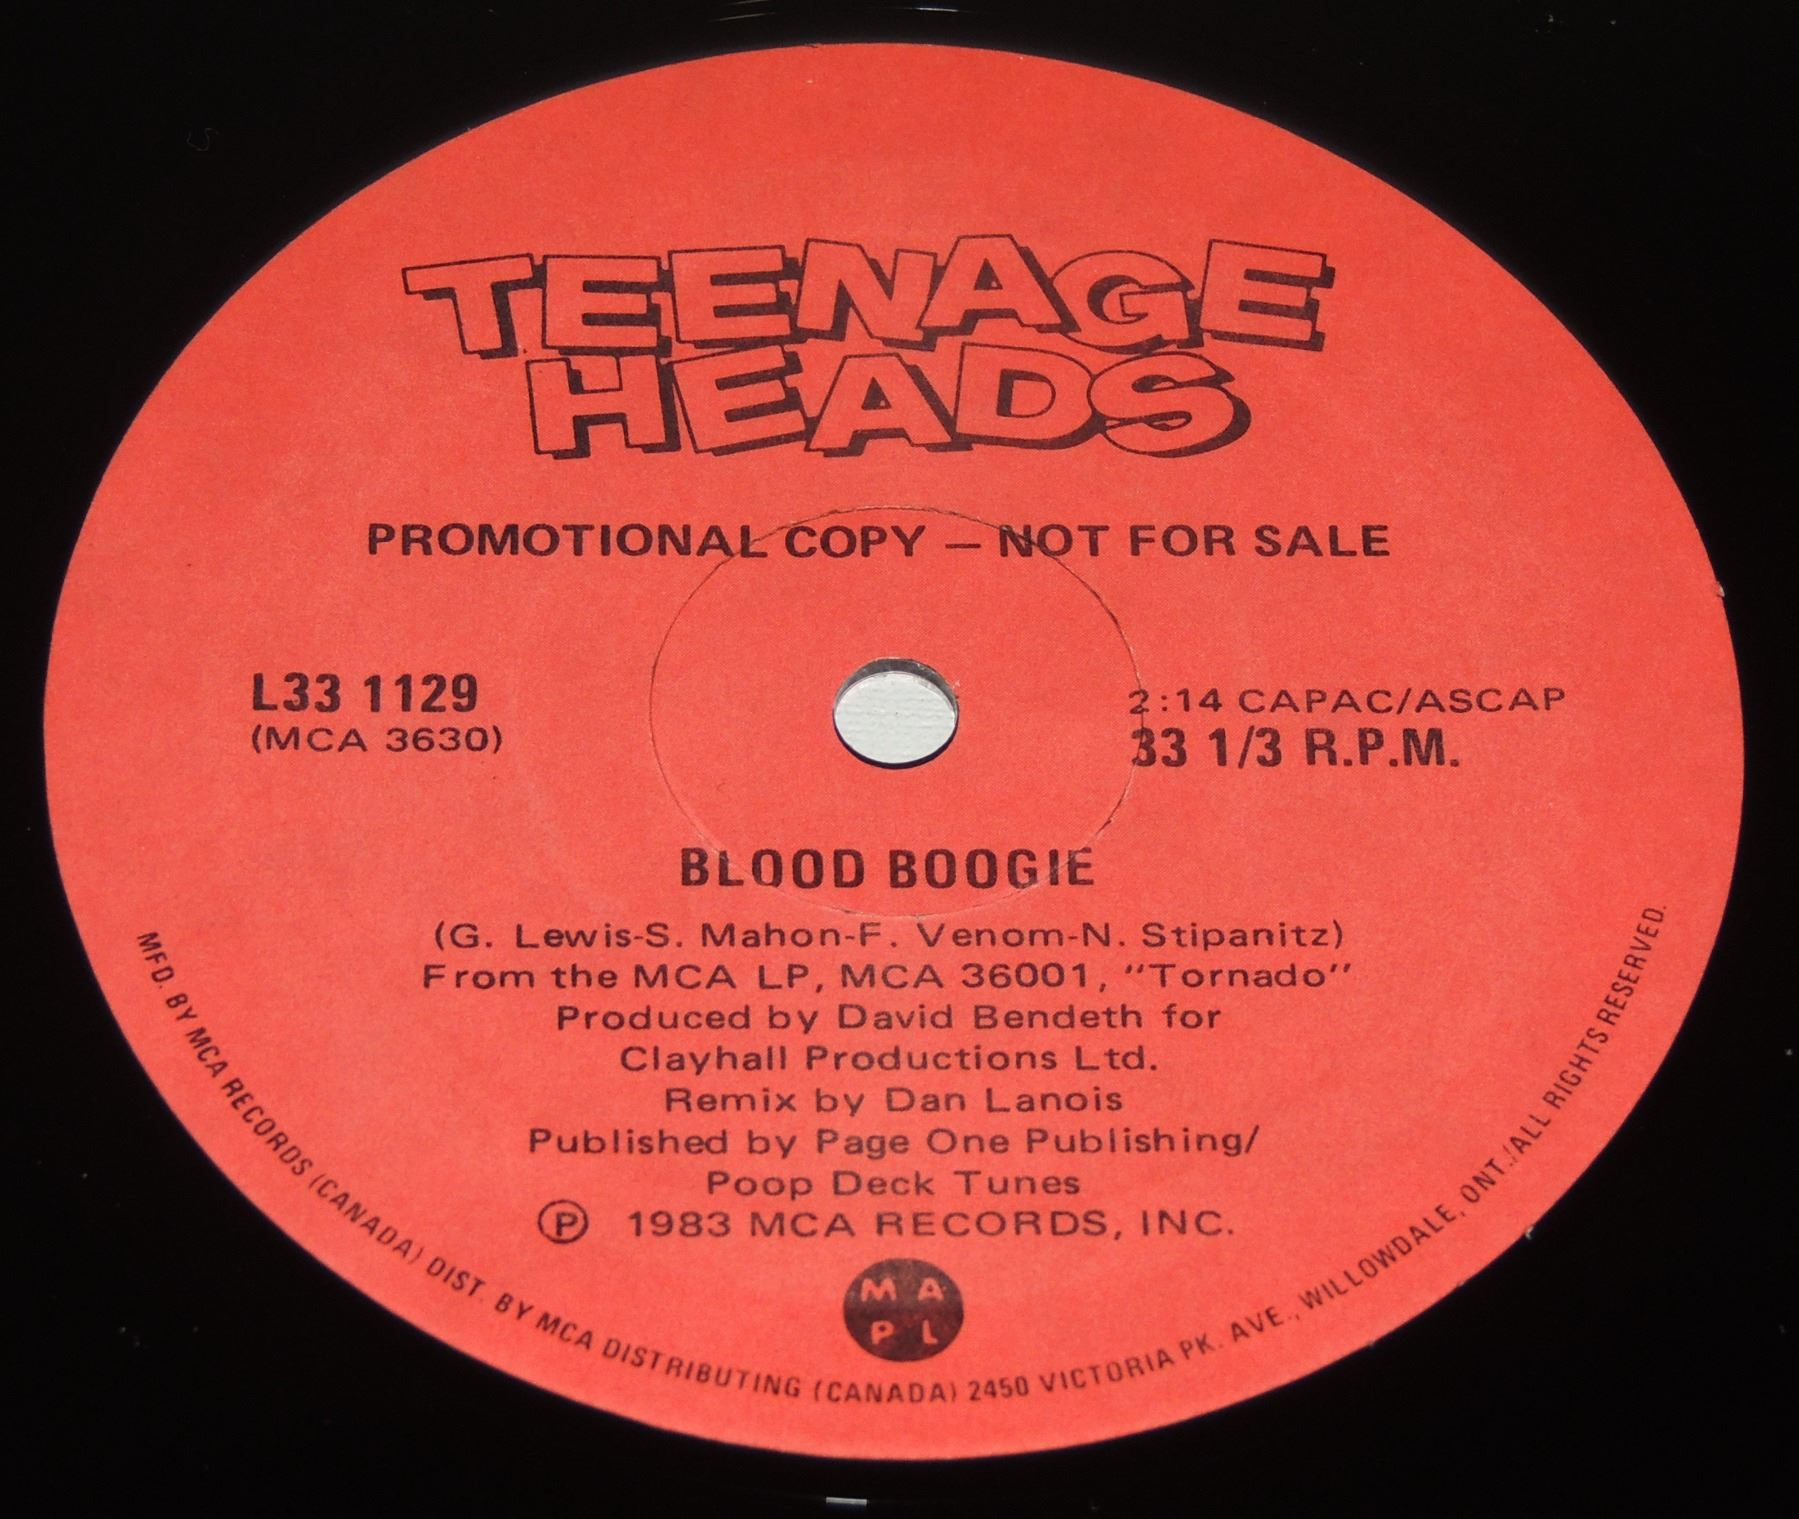 TEENAGE
HEADS
PROMOTIONAL COPY — NOT FOR SALE
L33 1129
(MCA 3630)
2:14 CAPAC/ASCAP
33 1/3 R.P.M.
BLOOD BOOGIE
(G. Lewis-S. Mahon-F. Venom-N. Stipanitz)
From the MCA LP, MCA 36001, "Tornado"
Produced by David Bendeth for
Clayhall Productions Ltd.
Remix by Dan Lanois
Published by Page One Publishing/
Poop Deck Tunes
℗ 1983 MCA RECORDS, INC.
M A
P L
MFD. BY MCA RECORDS (CANADA) DIST. BY MCA DISTRIBUTING (CANADA) 2450 VICTORIA PK. AVE., WILLOWDALE, ONT./ALL RIGHTS RESERVED.